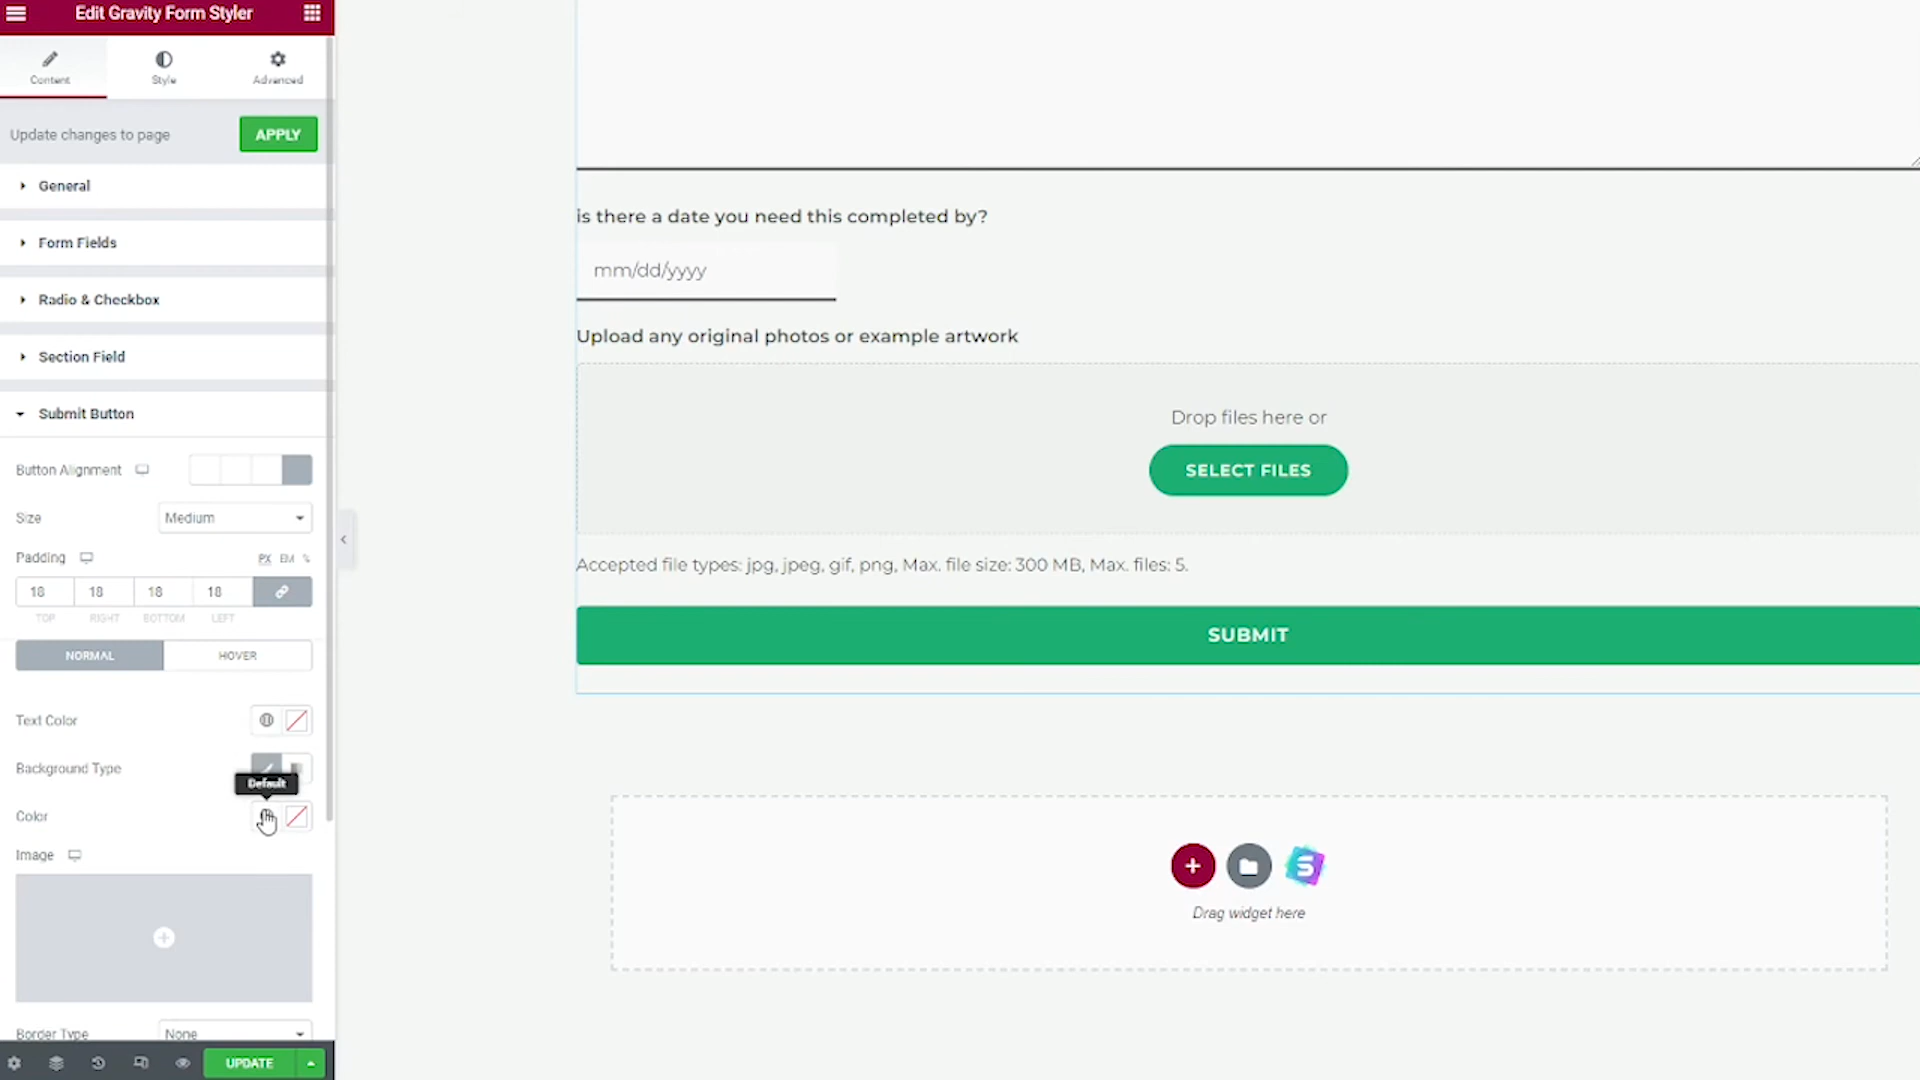 Edit Gravity Form Styler
Content
Style
Advanced
Update changes to page
APPLY
General
Form Fields
Radio & Checkbox
Section Field
Submit Button
Button Alignment
Size
Medium
Padding
PX EM %
18 18 18 18
TOP RIGHT BOTTOM LEFT
NORMAL
HOVER
Text Color
Background Type
Default
Color
Image
Border Type
None
UPDATE
is there a date you need this completed by?
mm/dd/yyyy
Upload any original photos or example artwork
Drop files here or
SELECT FILES
Accepted file types: jpg, jpeg, gif, png, Max. file size: 300 MB, Max. files: 5.
SUBMIT
Drag widget here